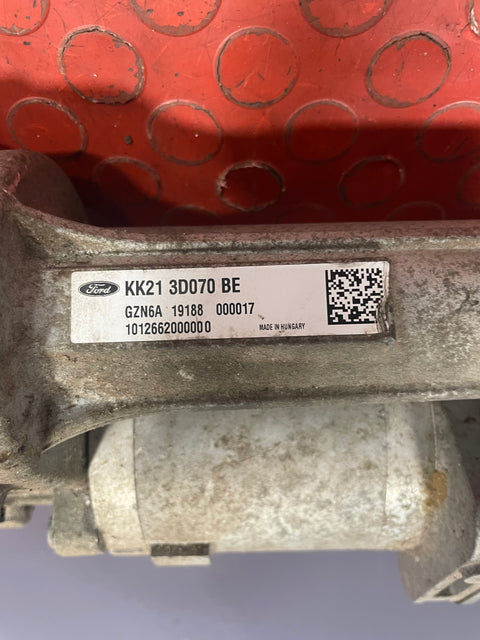 Ford
KK21 3D070 BE
GZN6A 19188 000017
1012662000000
MADE IN HUNGARY